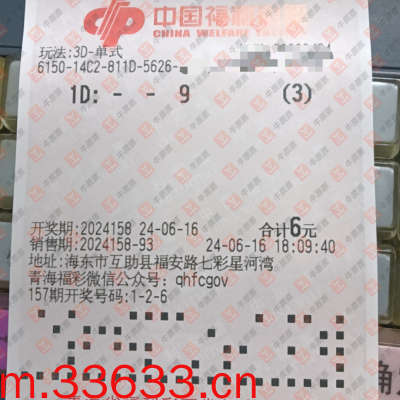 中国福利
CHINA WELFARE
玩法:3D-单式
6150-14C2-811D-5626-
1D: - - 9 (3)
开奖期:2024158 24-06-16 合计6元
销售期:2024158-93 24-06-16 18:09:40
地址:海东市互助县福安路七彩星河湾
青海福彩微信公众号: qhfcgov
157期开奖号码:1-2-6
m.33633.cn